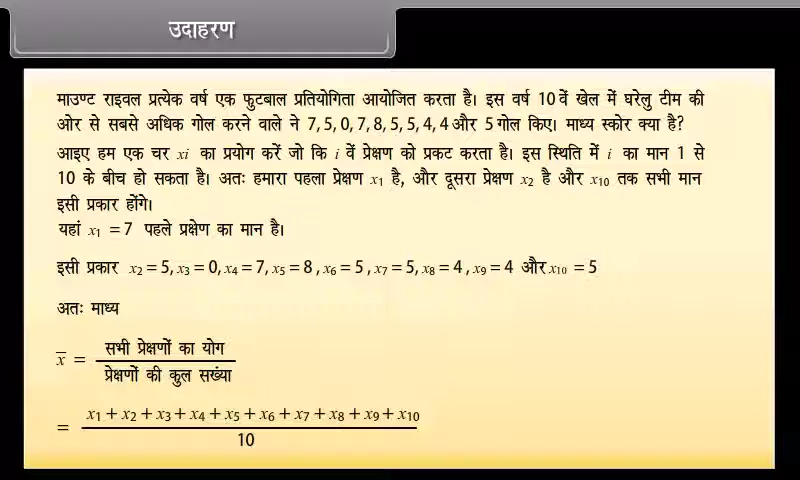 उदाहरण
माउण्ट राइवल प्रत्येक वर्ष एक फुटबाल प्रतियोगिता आयोजित करता है। इस वर्ष 10 वें खेल में घरेलु टीम की
ओर से सबसे अधिक गोल करने वाले ने 7, 5, 0, 7, 8, 5, 5, 4, 4 और 5 गोल किए। माध्य स्कोर क्या है?
आइए हम एक चर xi का प्रयोग करें जो कि i वें प्रेक्षण को प्रकट करता है। इस स्थिति में i का मान 1 से
10 के बीच हो सकता है। अतः हमारा पहला प्रेक्षण x₁ है, और दूसरा प्रेक्षण x₂ है और x₁₀ तक सभी मान
इसी प्रकार होंगे।
यहां x₁ = 7 पहले प्रक्षेण का मान है।
इसी प्रकार x₂ = 5, x₃ = 0, x₄ = 7, x₅ = 8 , x₆ = 5 , x₇ = 5, x₈ = 4 , x₉ = 4 और x₁₀ = 5
अतः माध्य
x̄ = सभी प्रेक्षणों का योग
प्रेक्षणों की कुल सख्ंया
= x₁ + x₂ + x₃ + x₄ + x₅ + x₆ + x₇ + x₈ + x₉ + x₁₀
10